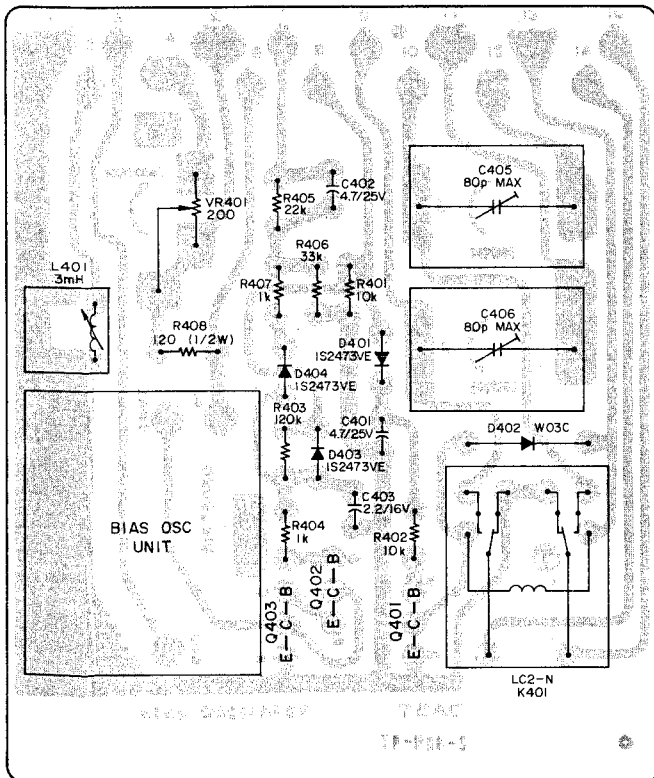 C405
80p MAX
C402
4.7/25V
VR401
200
R405
22k
R406
33k
L401
3mH
R407
1k
R401
10k
C406
80p MAX
R408
120 (1/2W)
D401
1S2473VE
D404
1S2473VE
R403
120k
C401
4.7/25V
D402 W03C
D403
1S2473VE
C403
2.2/16V
BIAS OSC
UNIT
R404
1k
R402
10k
Q403
E-C-B
Q402
E-C-B
Q401
E-C-B
LC2-N
K401
TEAC